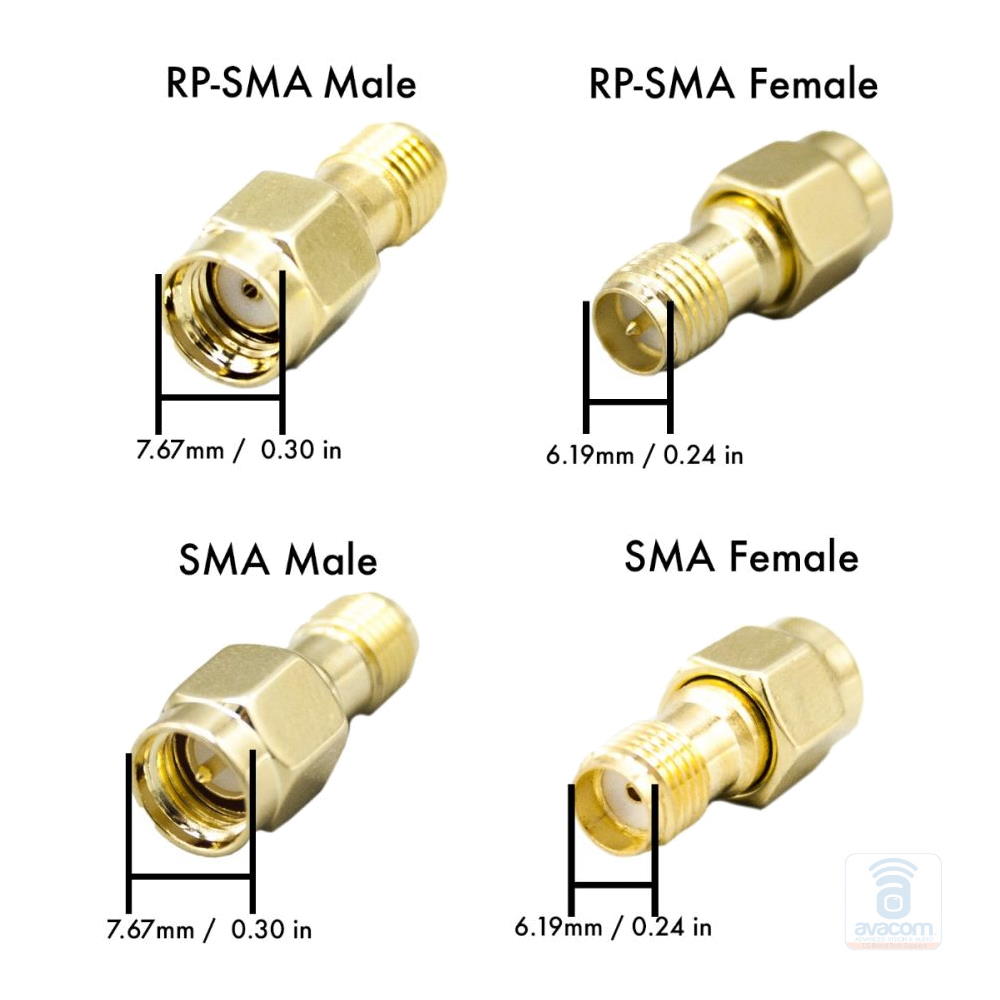 RP-SMA Male
RP-SMA Female
7.67mm / 0.30 in
6.19mm / 0.24 in
SMA Male
SMA Female
7.67mm / 0.30 in
6.19mm / 0.24 in
avacom